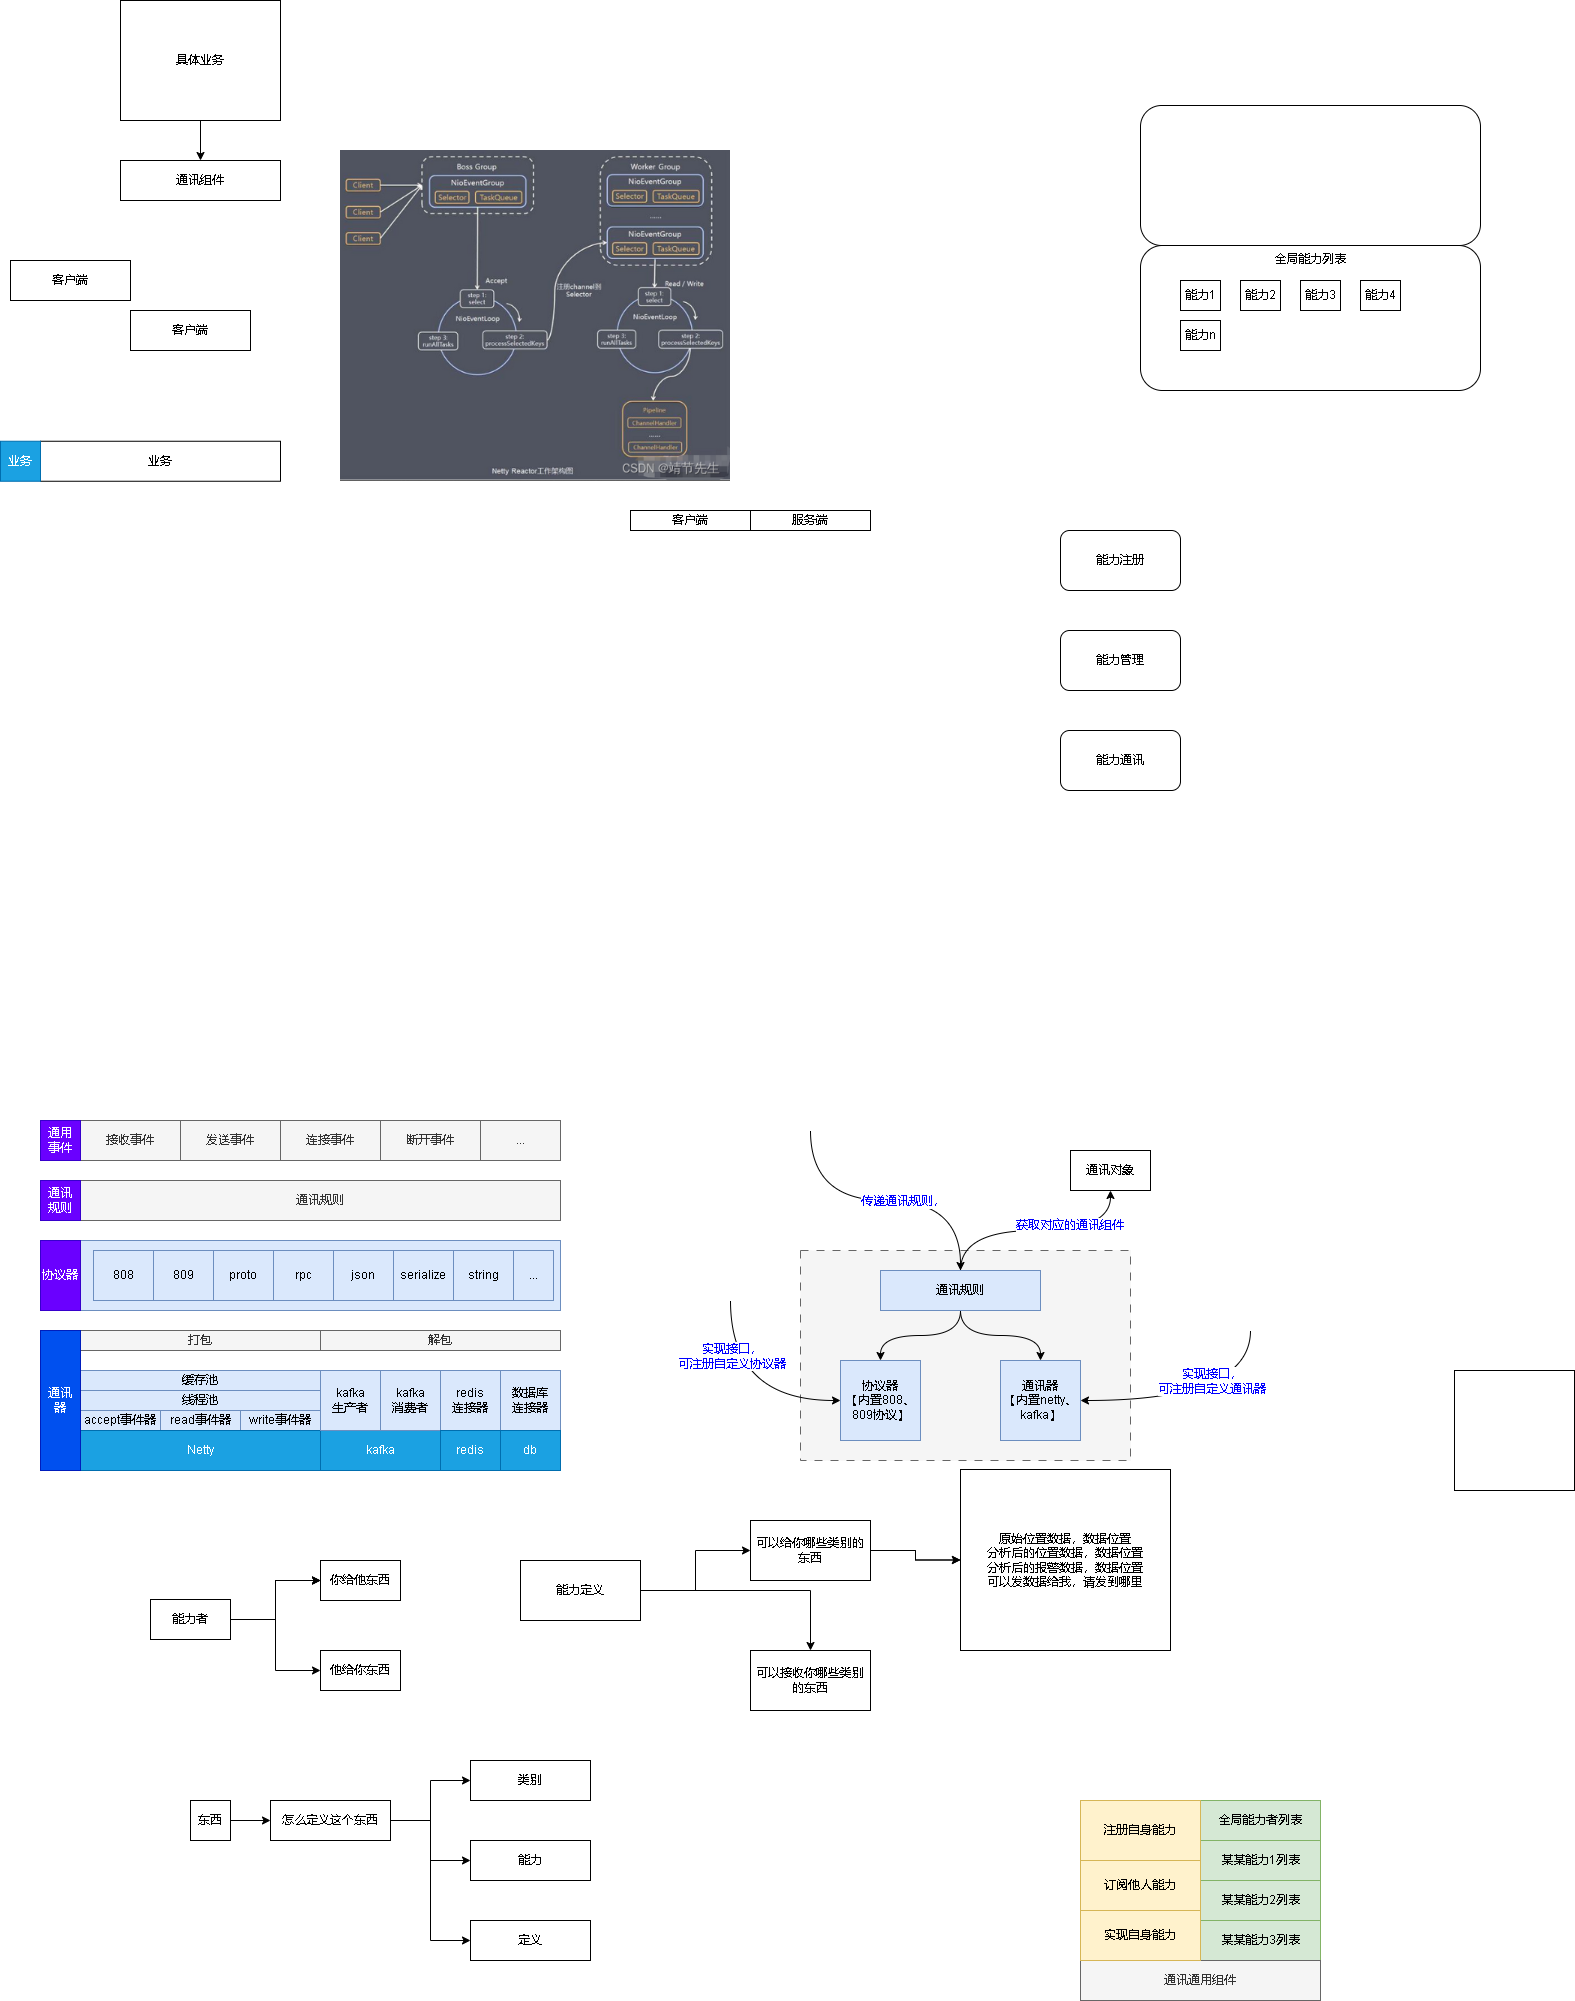 具体业务
通讯组件
客户端
客户端
业务
业务
Boss Group
NioEventGroup
Selector
TaskQueue
Client
Client
Client
Worker Group
NioEventGroup
Selector
TaskQueue
......
NioEventGroup
Selector
TaskQueue
Accept
step 1:
select
NioEventLoop
step 3:
runAllTasks
step 2:
processSelectedKeys
注册channel到
Selector
Read / Write
step 1:
select
NioEventLoop
step 3:
runAllTasks
step 2:
processSelectedKeys
Pipeline
ChannelHandler
......
ChannelHandler
Netty Reactor工作架构图
CSDN @靖节先生
全局能力列表
能力1
能力2
能力3
能力4
能力n
客户端
服务端
能力注册
能力管理
能力通讯
通用
事件
接收事件
发送事件
连接事件
断开事件
...
通讯
规则
通讯规则
协议器
808
809
proto
rpc
json
serialize
string
...
通讯
器
打包
解包
缓存池
线程池
accept事件器
read事件器
write事件器
kafka
生产者
kafka
消费者
redis
连接器
数据库
连接器
Netty
kafka
redis
db
传递通讯规则，
通讯对象
获取对应的通讯组件
通讯规则
实现接口，
可注册自定义协议器
协议器
【内置808、
809协议】
通讯器
【内置netty、
kafka】
实现接口，
可注册自定义通讯器
能力者
你给他东西
他给你东西
能力定义
可以给你哪些类别的
东西
可以接收你哪些类别
的东西
原始位置数据，数据位置
分析后的位置数据，数据位置
分析后的报警数据，数据位置
可以发数据给我，请发到哪里
东西
怎么定义这个东西
类别
能力
定义
注册自身能力
订阅他人能力
实现自身能力
全局能力者列表
某某能力1列表
某某能力2列表
某某能力3列表
通讯通用组件